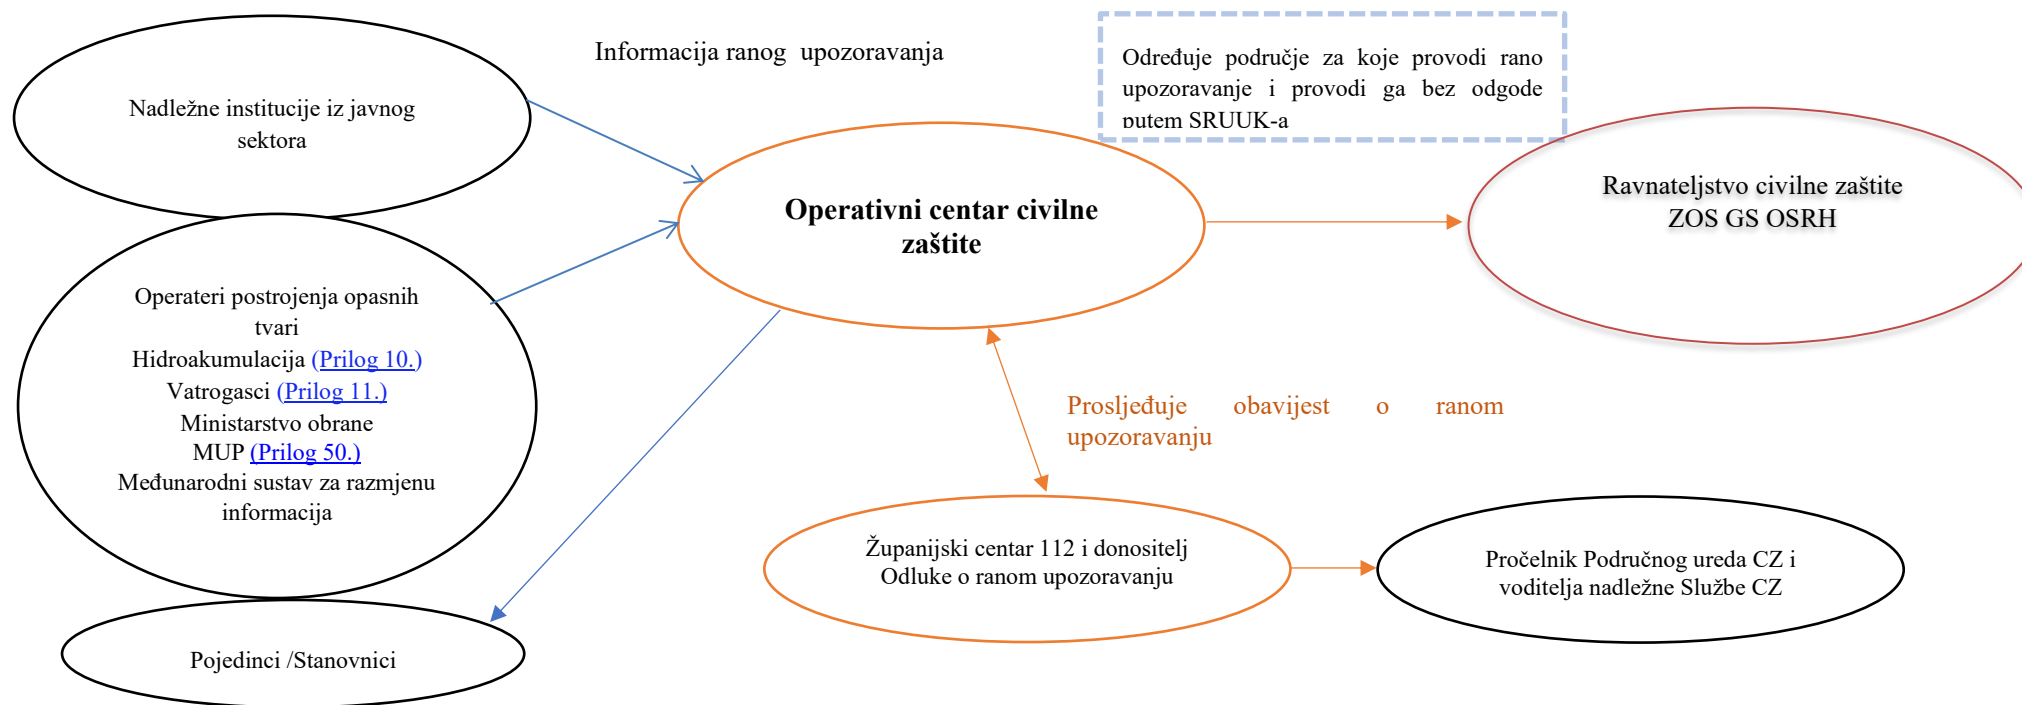 Informacija ranog upozoravanja
Određuje područje za koje provodi rano
upozoravanje i provodi ga bez odgode
putem SRUUK-a
Nadležne institucije iz javnog
sektora
Operativni centar civilne
zaštite
Ravnateljstvo civilne zaštite
ZOS GS OSRH
Operateri postrojenja opasnih
tvari
Hidroakumulacija (Prilog 10.)
Vatrogasci (Prilog 11.)
Ministarstvo obrane
MUP (Prilog 50.)
Međunarodni sustav za razmjenu
informacija
Prosljeđuje obavijest o ranom
upozoravanju
Županijski centar 112 i donositelj
Odluke o ranom upozoravanju
Pročelnik Područnog ureda CZ i
voditelja nadležne Službe CZ
Pojedinci /Stanovnici